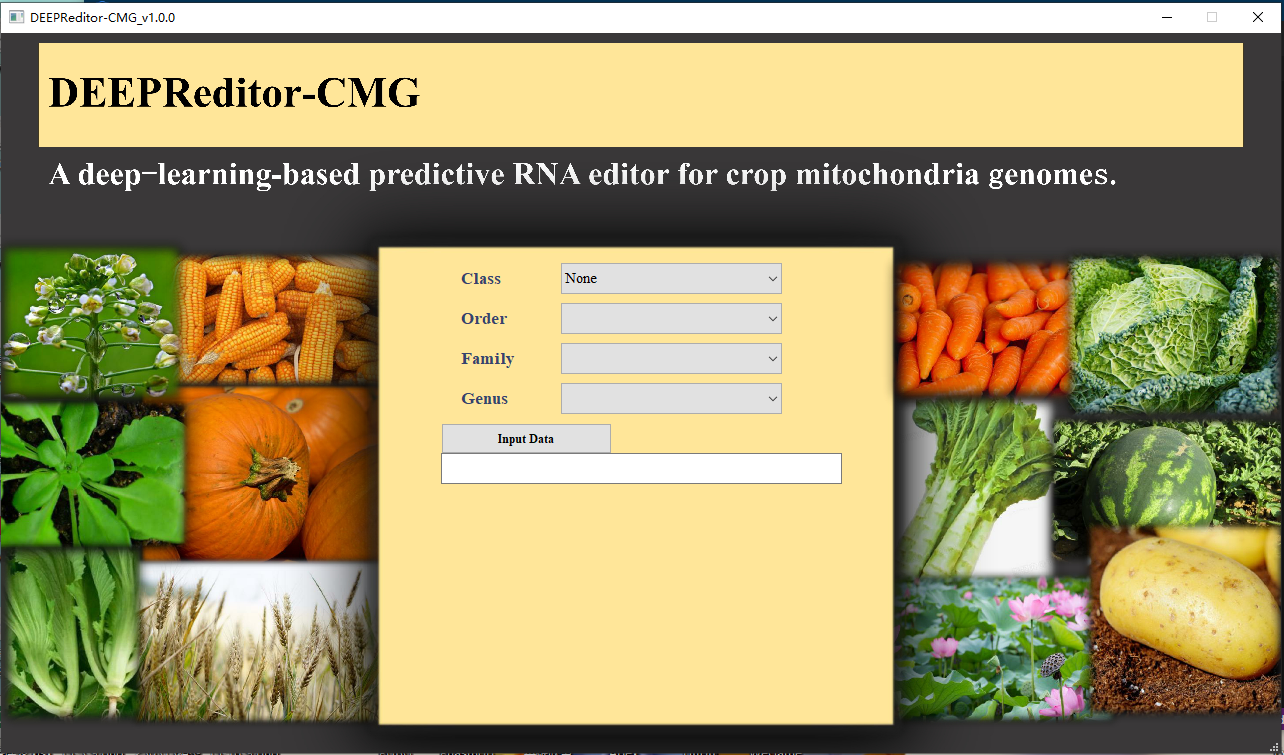 DEEPReditor-CMG_v1.0.0
DEEPReditor-CMG
A deep-learning-based predictive RNA editor for crop mitochondria genomes.
Class None
Order
Family
Genus
Input Data